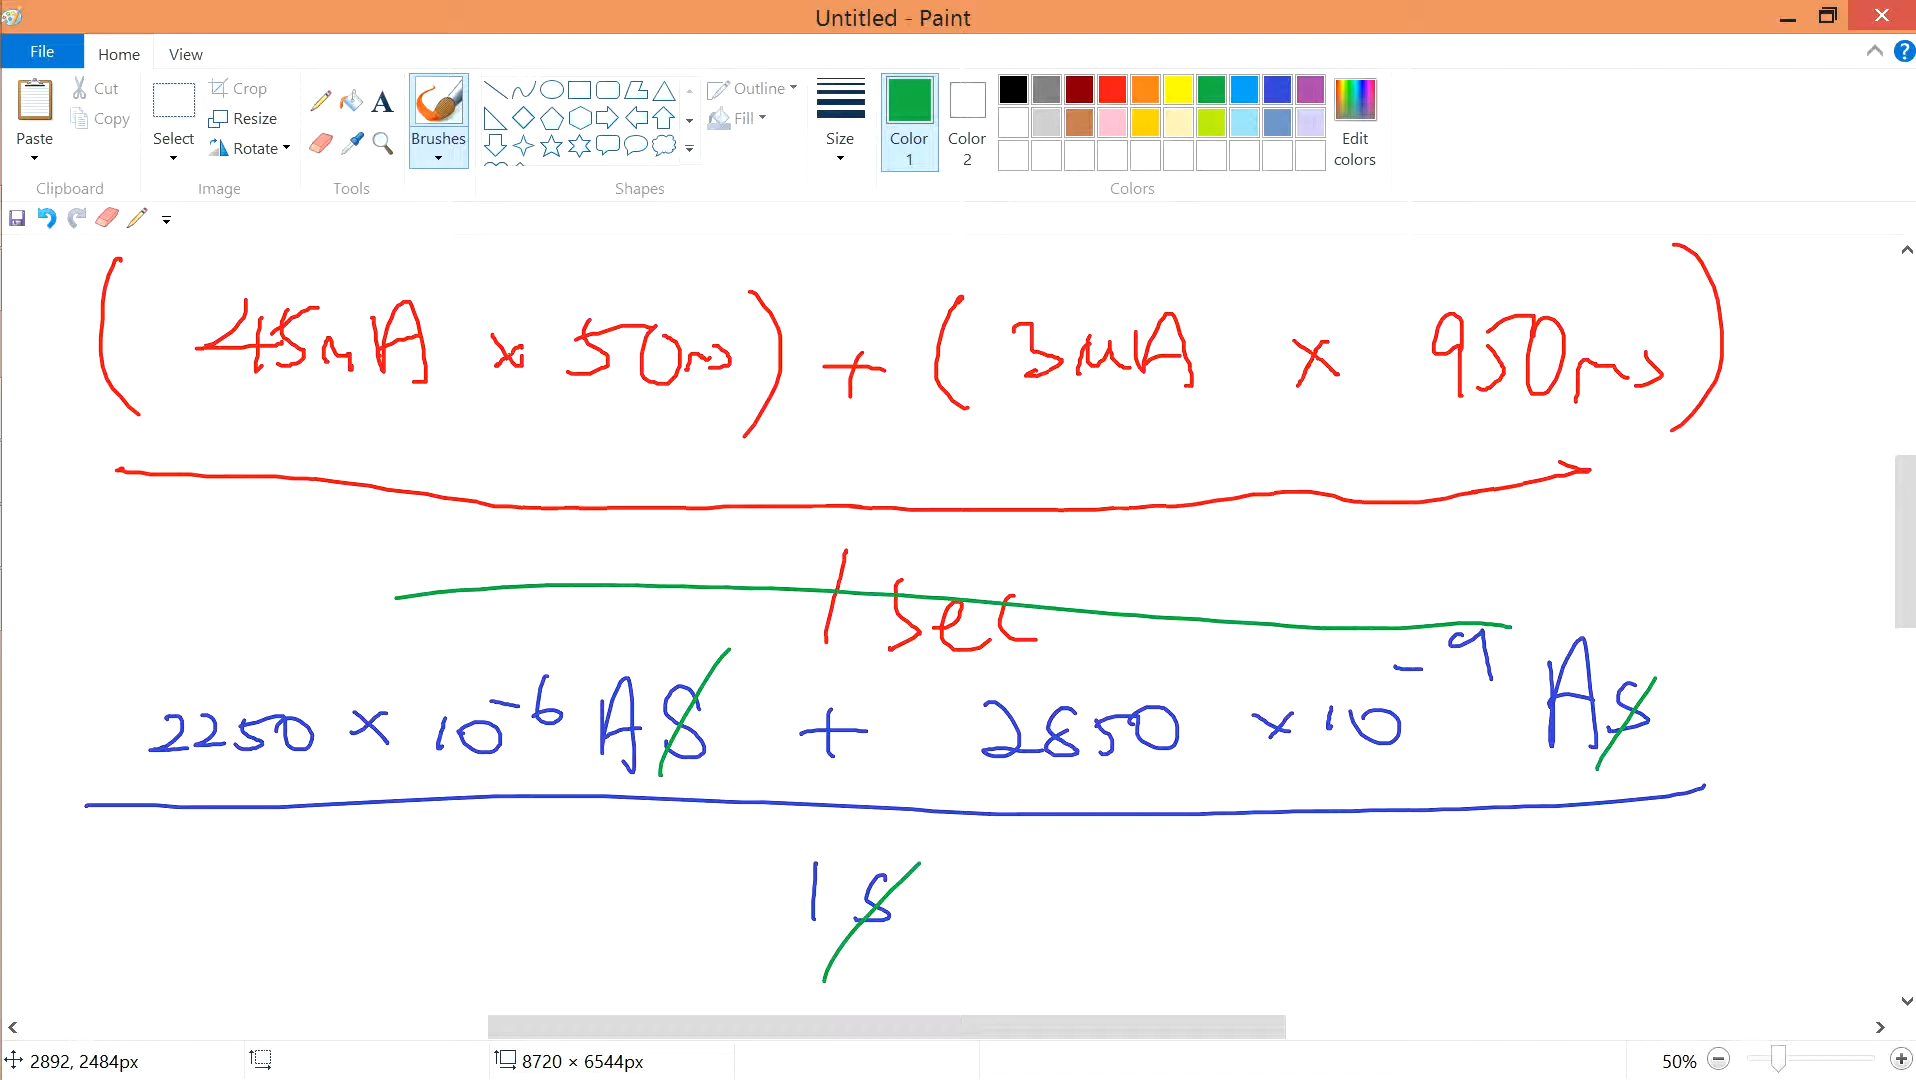 Untitled - Paint
File Home View
Cut Crop Outline
Copy Resize Fill
Paste Select Rotate Brushes Size Color 1 Color 2 Edit colors
Clipboard Image Tools Shapes Colors
( 45mA × 50ms ) + ( 3µA × 950ms )
1 sec
2250 × 10⁻⁶ AS + 2850 × 10⁻⁹ As
1 s
2892, 2484px 8720 × 6544px 50%